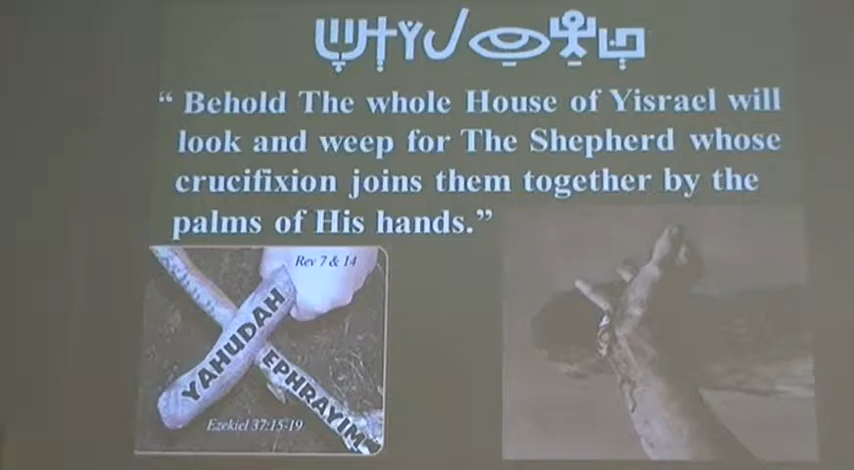 “ Behold The whole House of Yisrael will
look and weep for The Shepherd whose
crucifixion joins them together by the
palms of His hands.”
Rev 7 & 14
YAHUDAH
EPHRAYIM
Ezekiel 37:15-19